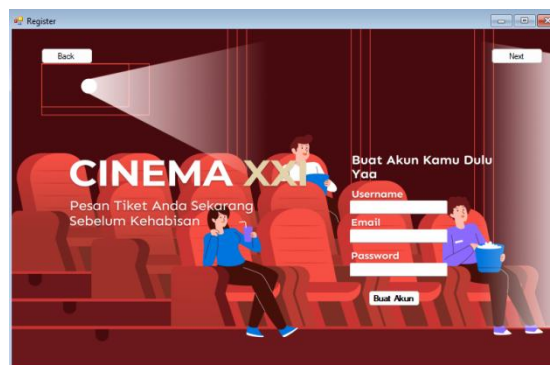 Register
Back
Next
CINEMA XXI
Pesan Tiket Anda Sekarang
Sebelum Kehabisan
Buat Akun Kamu Dulu
Yaa
Username
Email
Password
Buat Akun